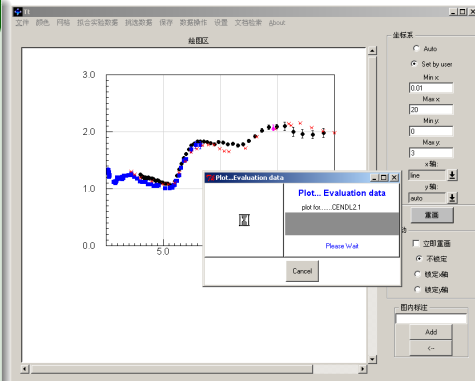 TT
文件 颜色 网格 拟合实验数据 挑选数据 保存 数据操作 设置 文档检索 About
绘图区
3.0
2.0
1.0
0.0
5.0
坐标系
Auto
Set by user
Min x:
0.01
Max x:
20
Min y:
0
Max y:
3
x轴:
line
y轴:
auto
重画
立即重画
不锁定
锁定x轴
锁定y轴
图内标注
Add
<--
Plot...Evaluation data
Plot... Evaluation data
plot for.......CENDL2.1
Please Wait
Cancel